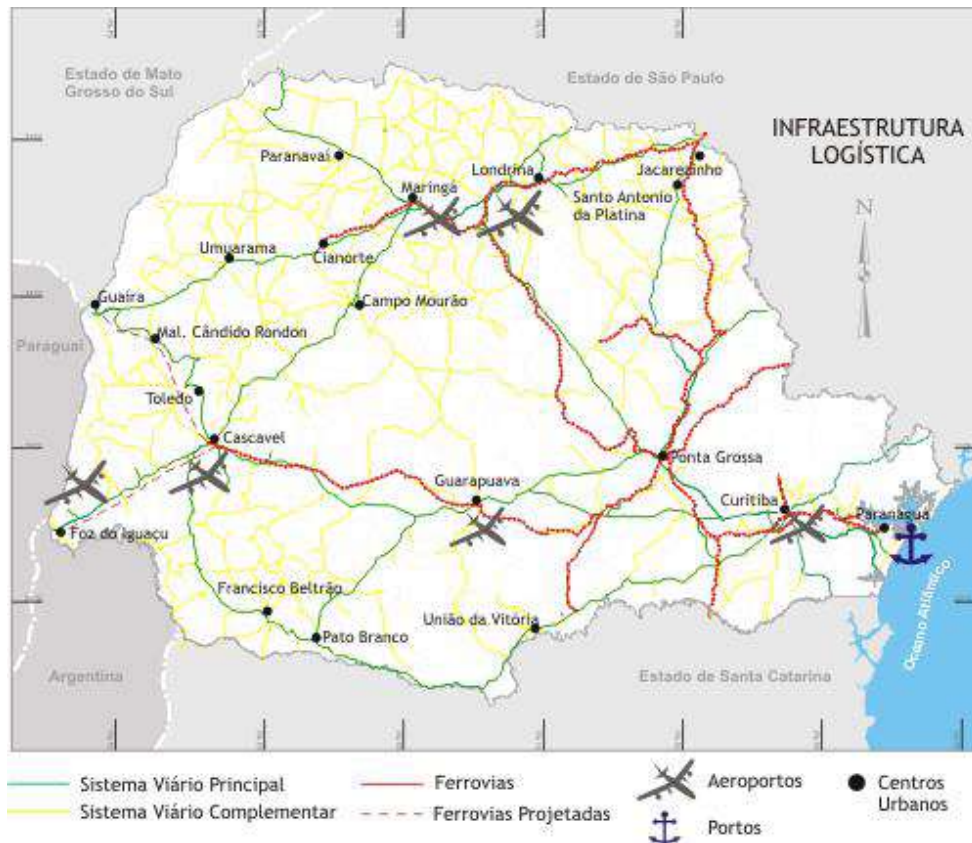 Estado de Mato
Grosso do Sul
Estado de São Paulo
INFRAESTRUTURA
LOGÍSTICA
N
Paranavaí
Londrina
Jacarezinho
Maringá
Santo Antonio
da Platina
Umuarama
Cianorte
Guaíra
Campo Mourão
Mal. Cândido Rondon
Paraguai
Toledo
Cascavel
Ponta Grossa
Guarapuava
Curitiba
Paranaguá
Foz do Iguaçu
Francisco Beltrão
União da Vitória
Pato Branco
Oceano Atlântico
Argentina
Estado de Santa Catarina
Sistema Viário Principal
Ferrovias
Aeroportos
Centros
Urbanos
Sistema Viário Complementar
Ferrovias Projetadas
Portos